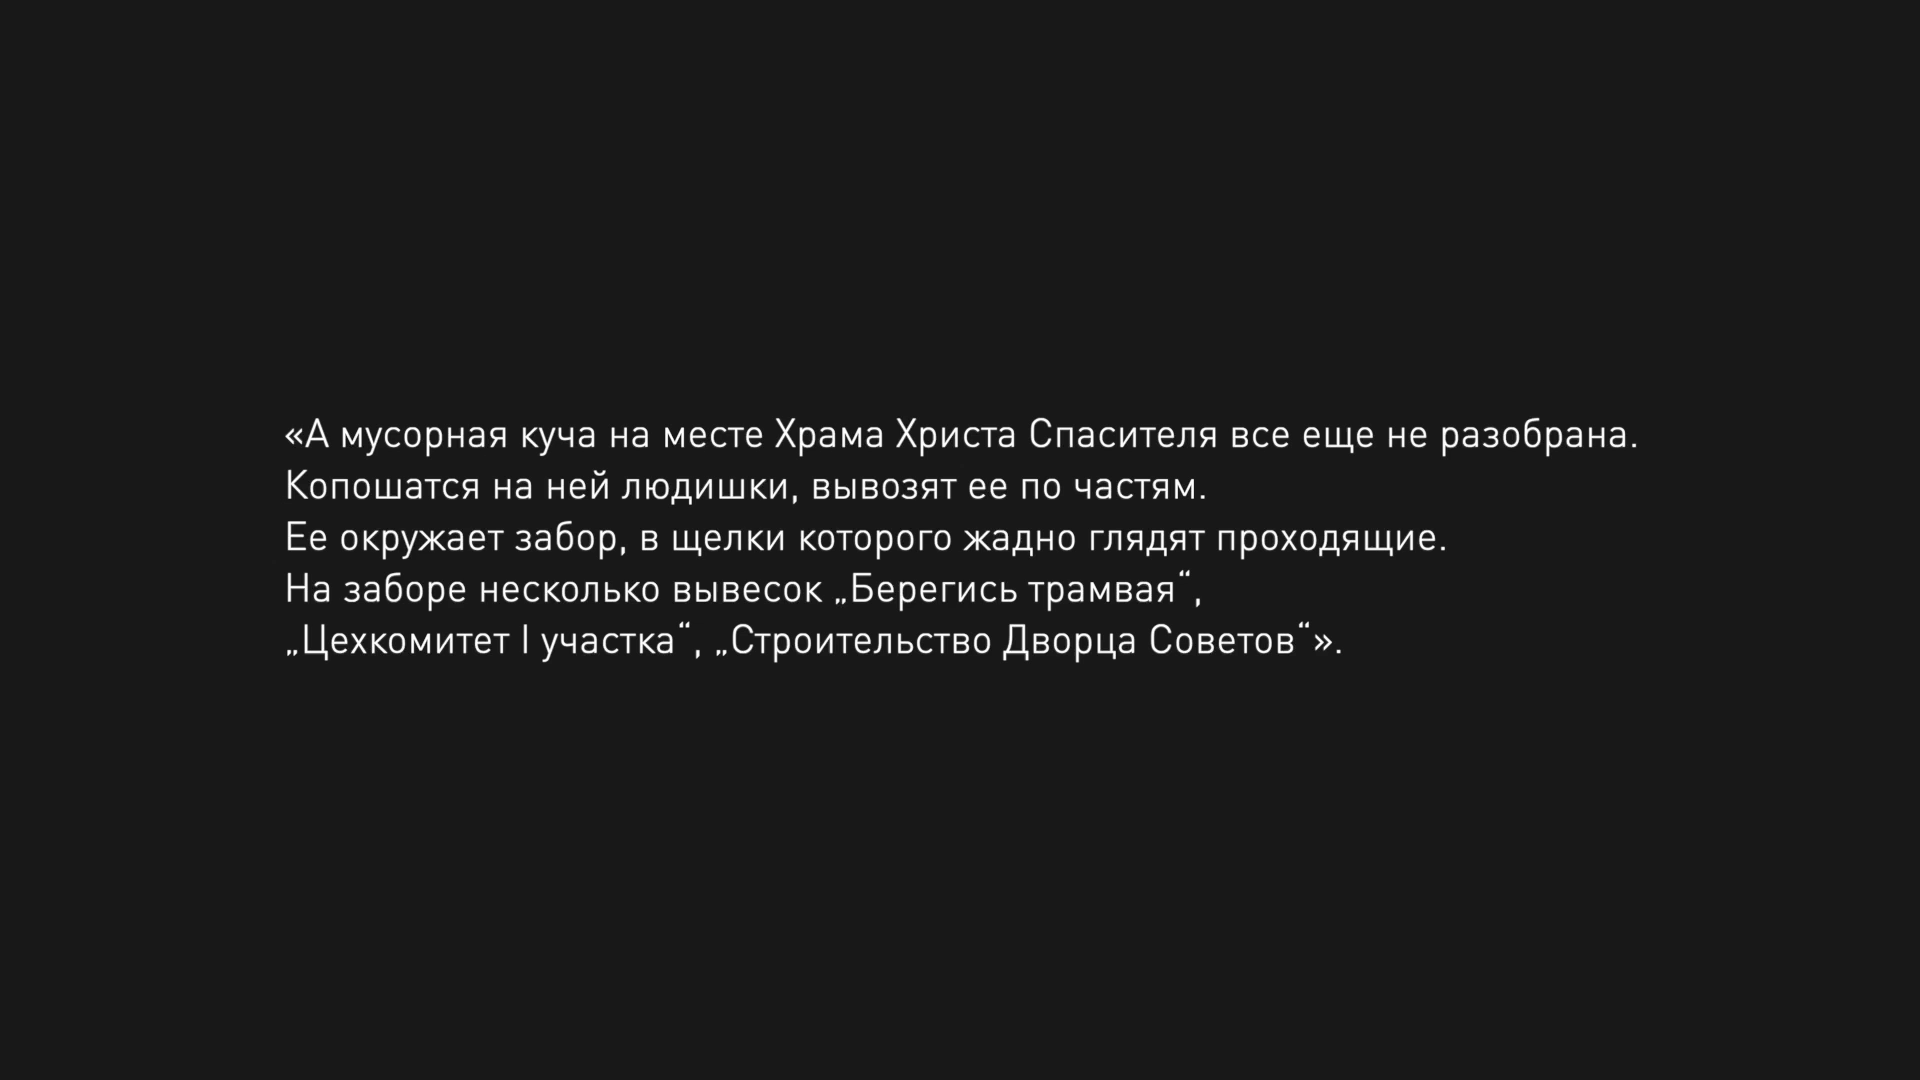 «А мусорная куча на месте Храма Христа Спасителя все еще не разобрана.
Копошатся на ней людишки, вывозят ее по частям.
Ее окружает забор, в щелки которого жадно глядят проходящие.
На заборе несколько вывесок „Берегись трамвая“,
„Цехкомитет I участка“, „Строительство Дворца Советов“».